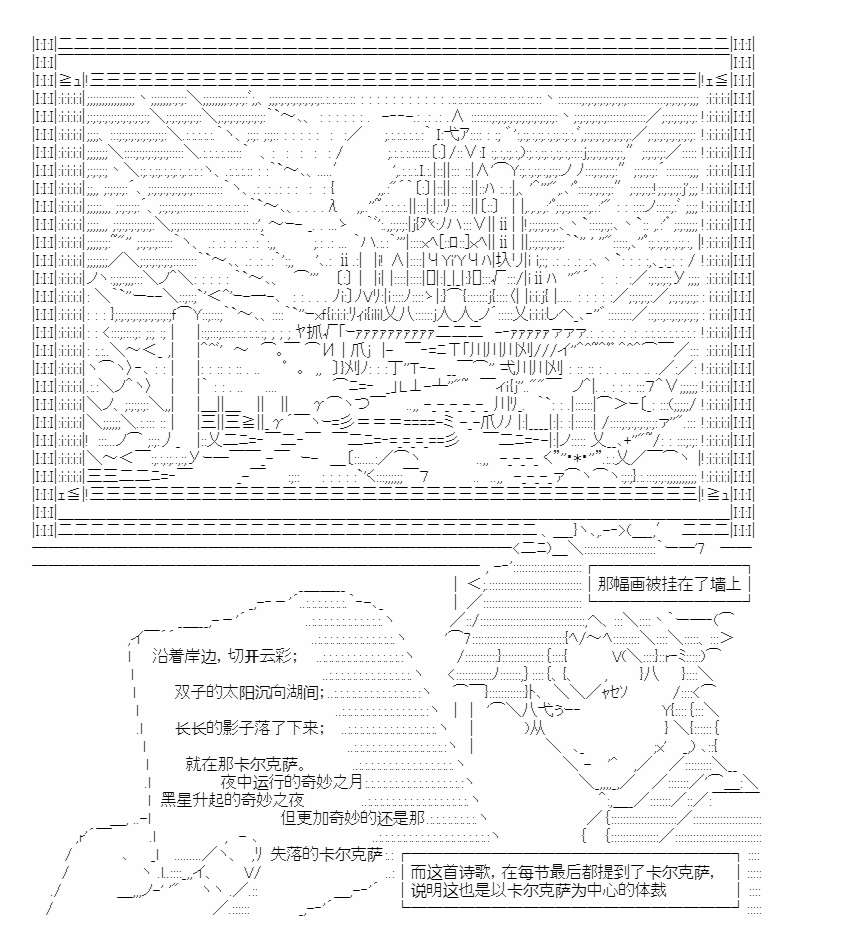 那幅画被挂在了墙上
沿着岸边，切开云彩；
双子的太阳沉向湖间；
长长的影子落了下来；
就在那卡尔克萨。
夜中运行的奇妙之月
黑星升起的奇妙之夜
但更加奇妙的还是那
失落的卡尔克萨
而这首诗歌，在每节最后都提到了卡尔克萨，
说明这也是以卡尔克萨为中心的体裁